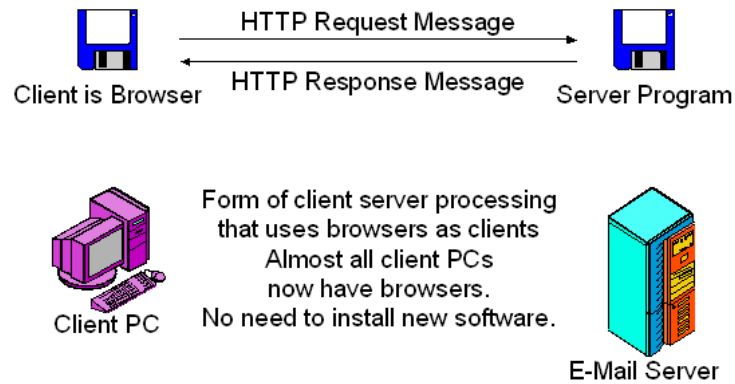 HTTP Request Message
HTTP Response Message
Client is Browser
Server Program
Form of client server processing
that uses browsers as clients
Almost all client PCs
now have browsers.
No need to install new software.
Client PC
E-Mail Server